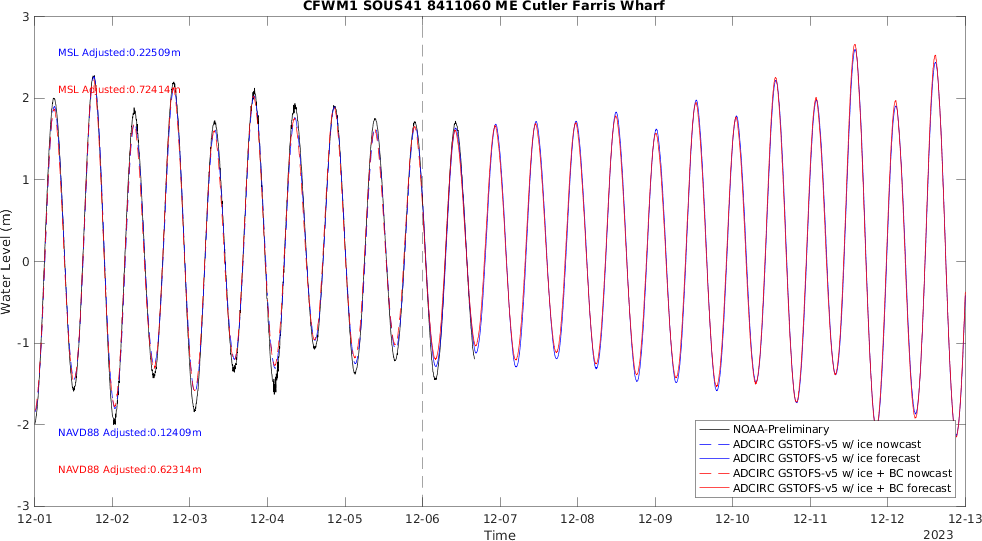 CFWM1 SOUS41 8411060 ME Cutler Farris Wharf
3
MSL Adjusted:0.22509m
MSL Adjusted:0.72414m
2
1
Water Level (m)
0
-1
-2
NAVD88 Adjusted:0.12409m
NOAA-Preliminary
ADCIRC GSTOFS-v5 w/ ice nowcast
ADCIRC GSTOFS-v5 w/ ice forecast
NAVD88 Adjusted:0.62314m
ADCIRC GSTOFS-v5 w/ ice + BC nowcast
ADCIRC GSTOFS-v5 w/ ice + BC forecast
-3
12-01 12-02 12-03 12-04 12-05 12-06 12-07 12-08 12-09 12-10 12-11 12-12 12-13
Time 2023